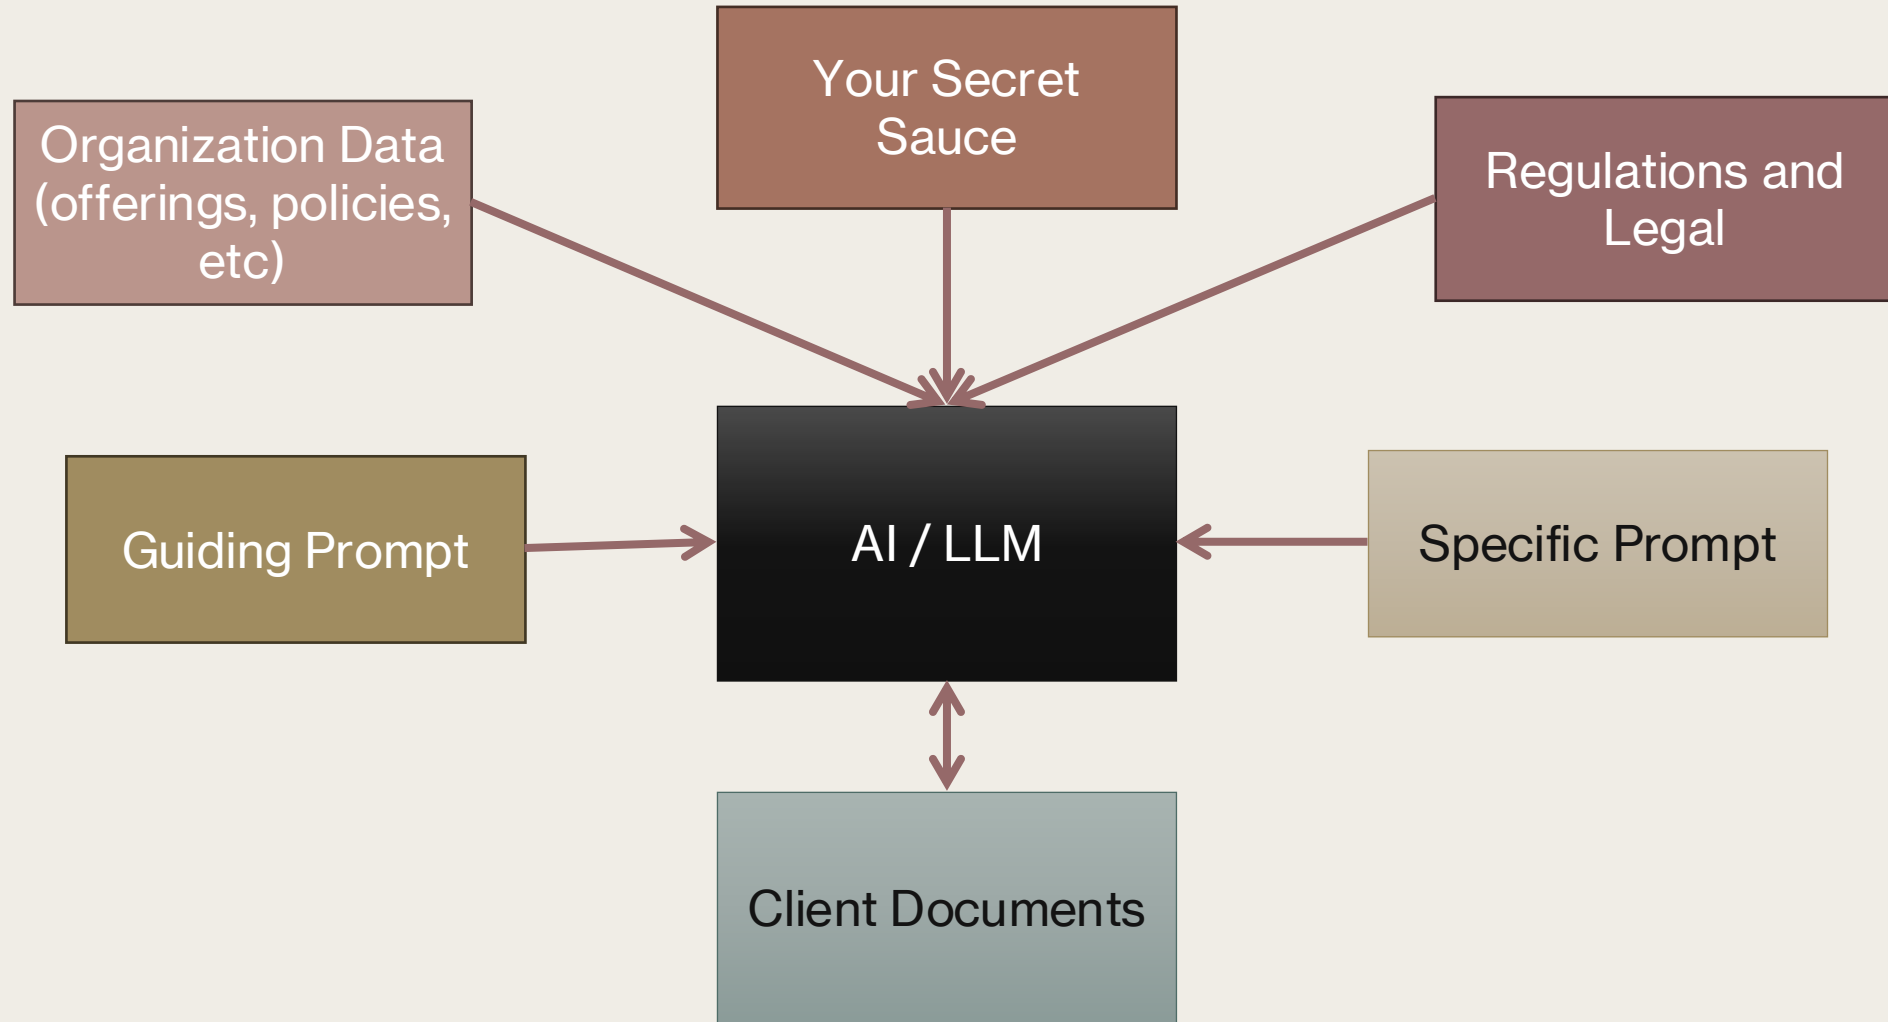 Your Secret
Sauce
Organization Data
(offerings, policies,
etc)
Regulations and
Legal
Guiding Prompt
AI / LLM
Specific Prompt
Client Documents